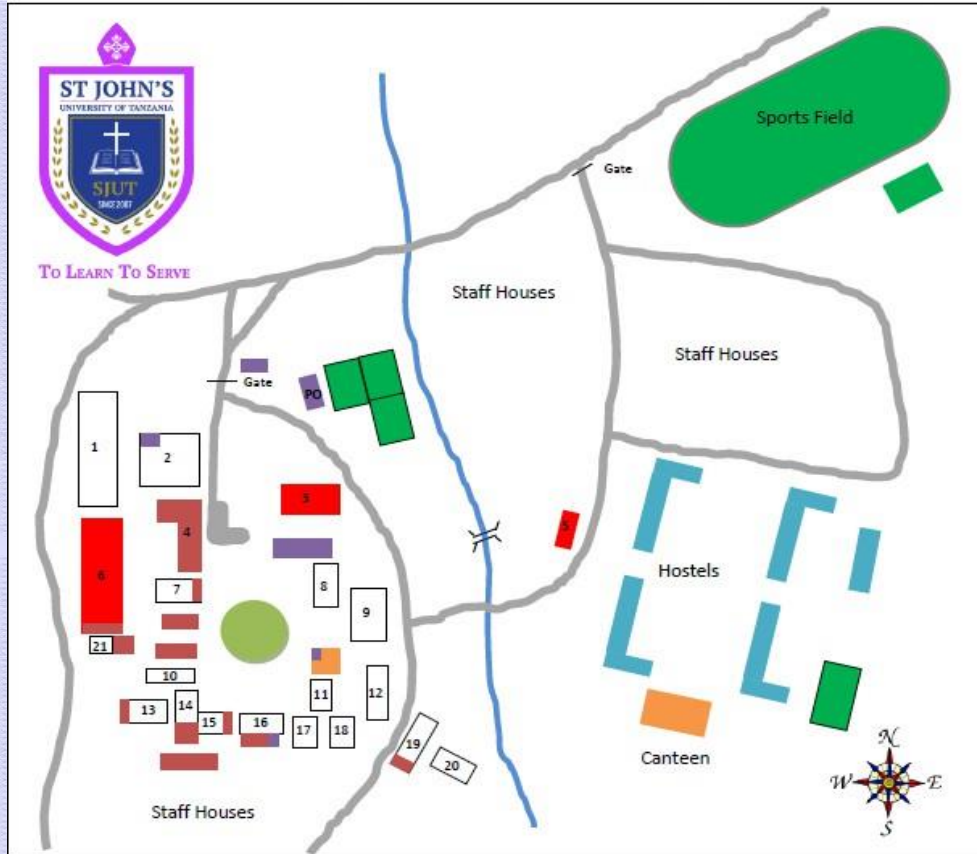 ST JOHN'S
UNIVERSITY OF TANZANIA
SJUT
SINCE 2007
TO LEARN TO SERVE
Sports Field
Gate
Staff Houses
Staff Houses
Gate
PO
1
2
3
4
5
6
7
8
Hostels
9
21
10
11
12
13
14
15
16
17
18
19
20
Canteen
Staff Houses
N
W
E
S